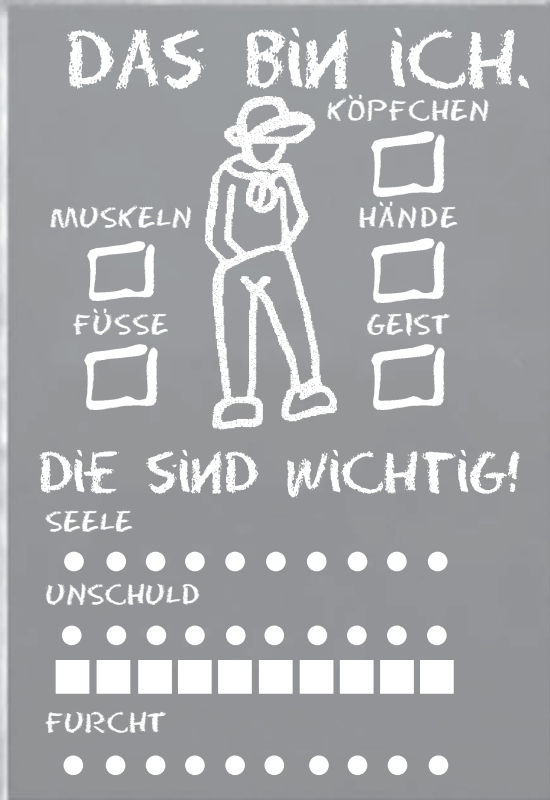 DAS BIN ICH.
KÖPFCHEN
MUSKELN
HÄNDE
FÜSSE
GEIST
DIE SIND WICHTIG!
SEELE
UNSCHULD
FURCHT